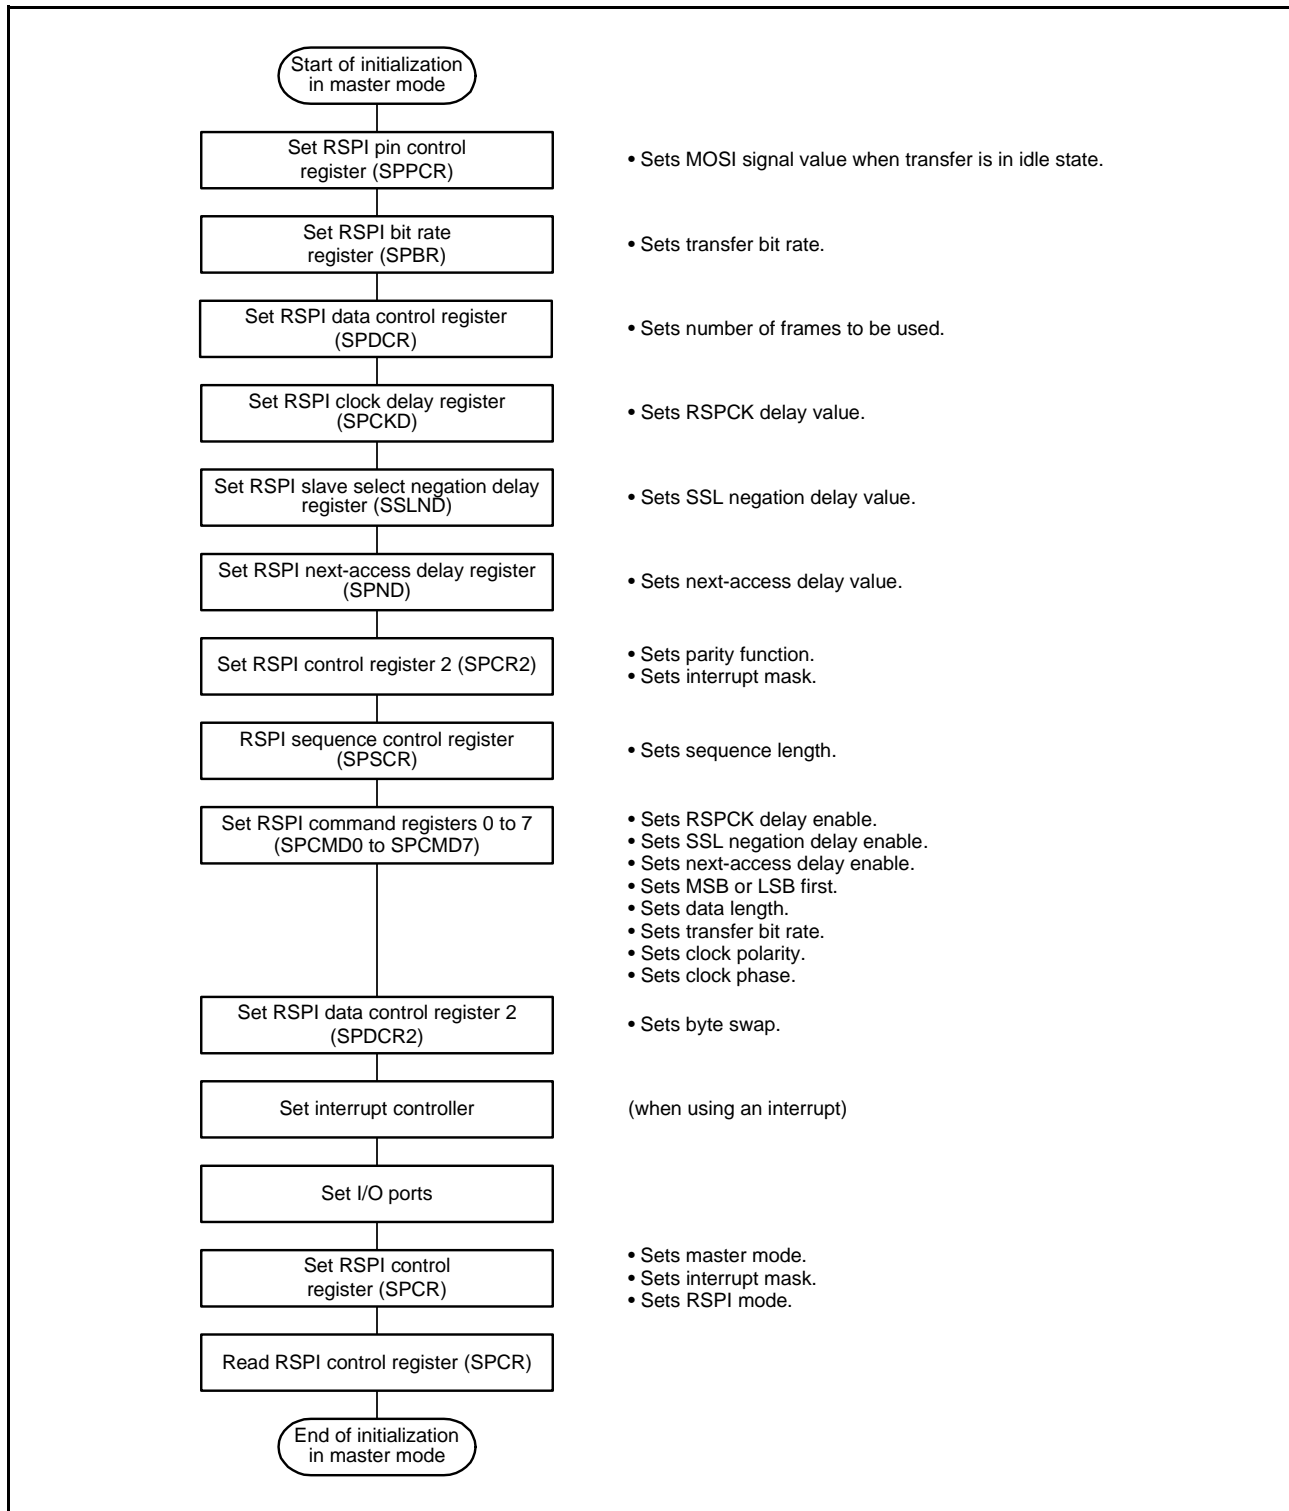 Start of initialization
in master mode
Set RSPI pin control
register (SPPCR)
• Sets MOSI signal value when transfer is in idle state.
Set RSPI bit rate
register (SPBR)
• Sets transfer bit rate.
Set RSPI data control register
(SPDCR)
• Sets number of frames to be used.
Set RSPI clock delay register
(SPCKD)
• Sets RSPCK delay value.
Set RSPI slave select negation delay
register (SSLND)
• Sets SSL negation delay value.
Set RSPI next-access delay register
(SPND)
• Sets next-access delay value.
Set RSPI control register 2 (SPCR2)
• Sets parity function.
• Sets interrupt mask.
RSPI sequence control register
(SPSCR)
• Sets sequence length.
Set RSPI command registers 0 to 7
(SPCMD0 to SPCMD7)
• Sets RSPCK delay enable.
• Sets SSL negation delay enable.
• Sets next-access delay enable.
• Sets MSB or LSB first.
• Sets data length.
• Sets transfer bit rate.
• Sets clock polarity.
• Sets clock phase.
Set RSPI data control register 2
(SPDCR2)
• Sets byte swap.
Set interrupt controller
(when using an interrupt)
Set I/O ports
Set RSPI control
register (SPCR)
• Sets master mode.
• Sets interrupt mask.
• Sets RSPI mode.
Read RSPI control register (SPCR)
End of initialization
in master mode